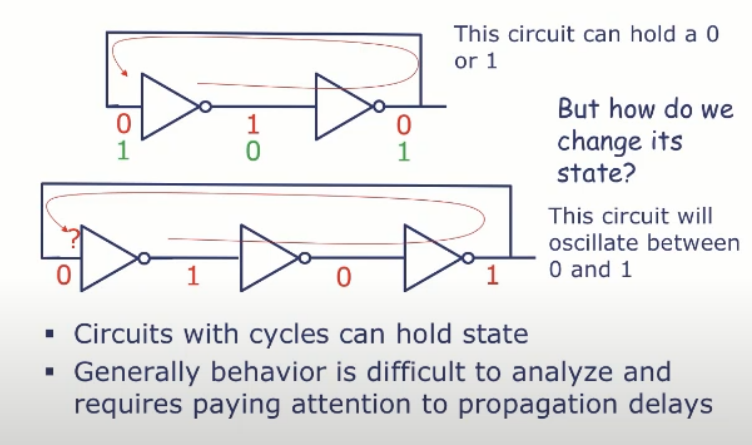 This circuit can hold a 0
or 1
0 1 0
1 0 1
But how do we
change its
state?
?
0 1 0 1
This circuit will
oscillate between
0 and 1
▪ Circuits with cycles can hold state
▪ Generally behavior is difficult to analyze and
requires paying attention to propagation delays